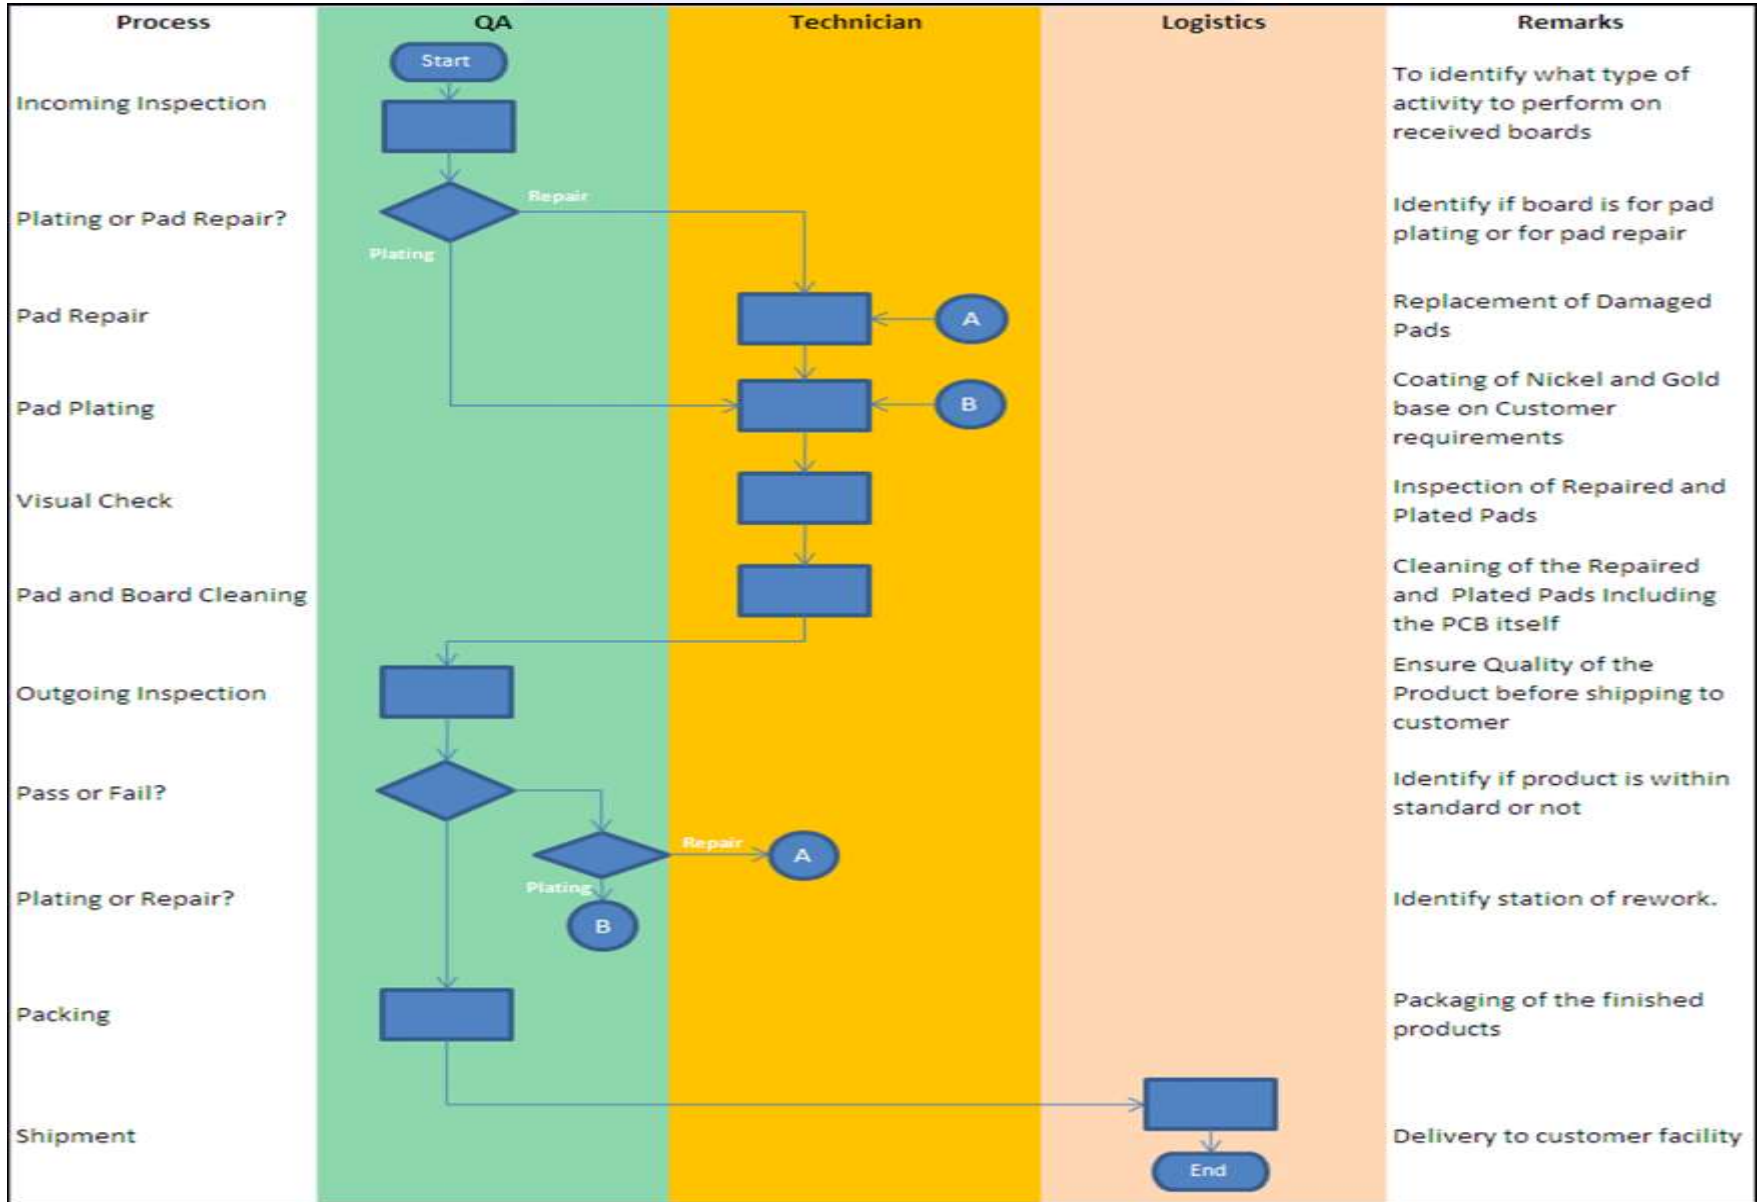 Process QA Technician Logistics Remarks
Start
Incoming Inspection
To identify what type of
activity to perform on
received boards
Plating or Pad Repair?
Repair
Plating
Identify if board is for pad
plating or for pad repair
Pad Repair
A
Replacement of Damaged
Pads
Pad Plating
B
Coating of Nickel and Gold
base on Customer
requirements
Visual Check
Inspection of Repaired and
Plated Pads
Pad and Board Cleaning
Cleaning of the Repaired
and Plated Pads Including
the PCB itself
Outgoing Inspection
Ensure Quality of the
Product before shipping to
customer
Pass or Fail?
Identify if product is within
standard or not
Repair
A
Plating or Repair?
Plating
B
Identify station of rework.
Packing
Packaging of the finished
products
Shipment
Delivery to customer facility
End